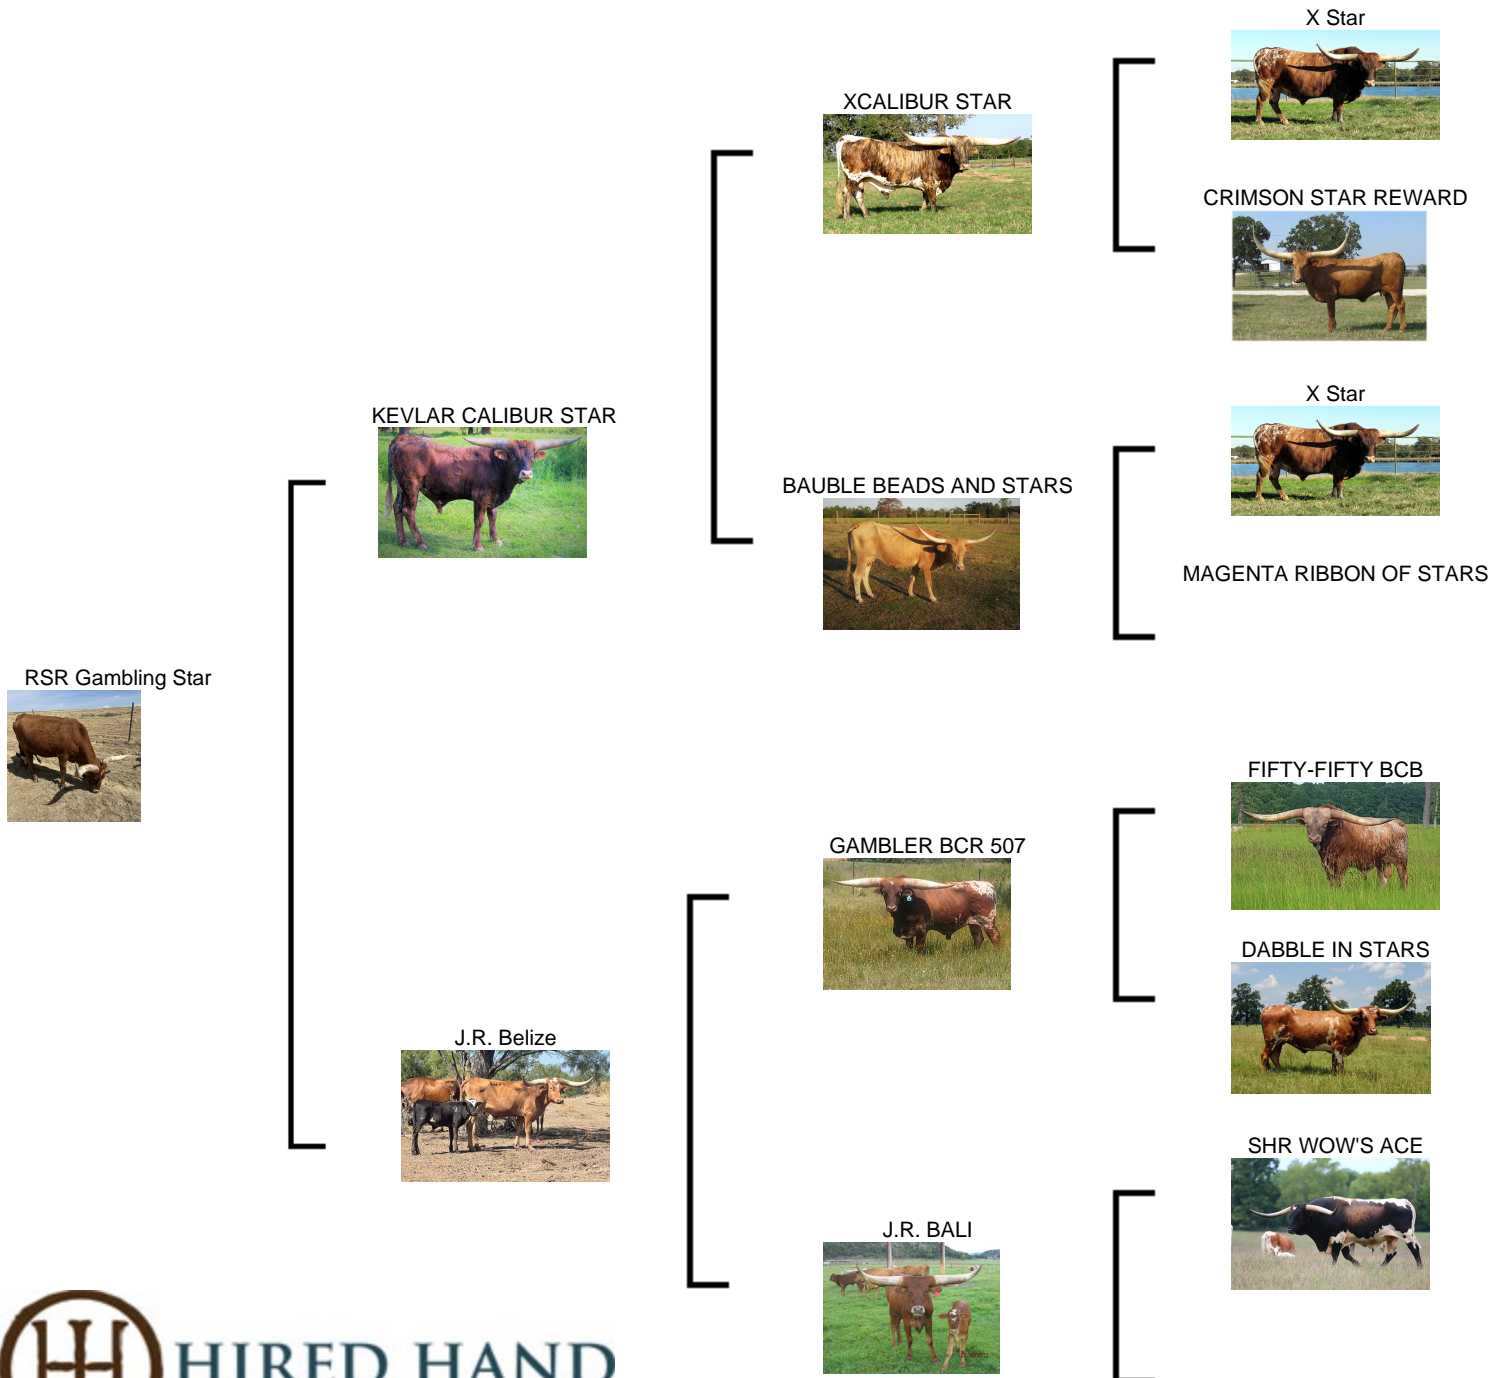 X Star
XCALIBUR STAR
CRIMSON STAR REWARD
KEVLAR CALIBUR STAR
X Star
BAUBLE BEADS AND STARS
MAGENTA RIBBON OF STARS
RSR Gambling Star
FIFTY-FIFTY BCB
GAMBLER BCR 507
DABBLE IN STARS
J.R. Belize
SHR WOW'S ACE
J.R. BALI
HIRED HAND